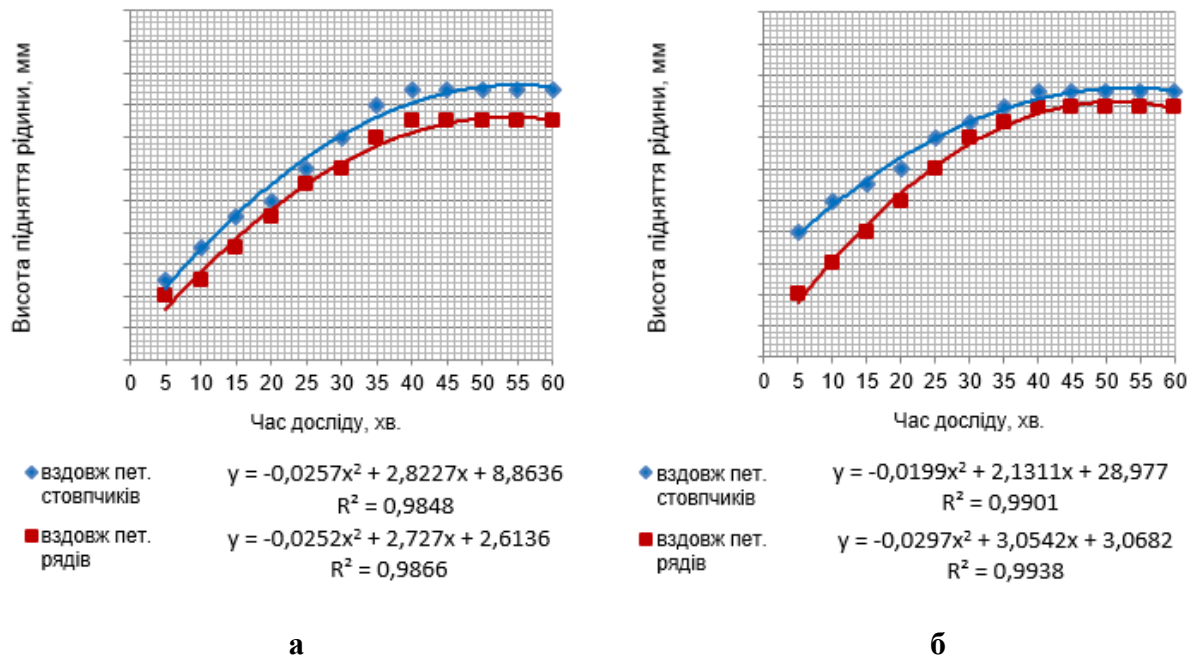 Висота підняття рідини, мм
0 5 10 15 20 25 30 35 40 45 50 55 60
Час досліду, хв.
вздовж пет. стовпчиків
y = -0,0257x² + 2,8227x + 8,8636
R² = 0,9848
вздовж пет. рядів
y = -0,0252x² + 2,727x + 2,6136
R² = 0,9866
а
Висота підняття рідини, мм
0 5 10 15 20 25 30 35 40 45 50 55 60
Час досліду, хв.
вздовж пет. стовпчиків
y = -0,0199x² + 2,1311x + 28,977
R² = 0,9901
вздовж пет. рядів
y = -0,0297x² + 3,0542x + 3,0682
R² = 0,9938
б